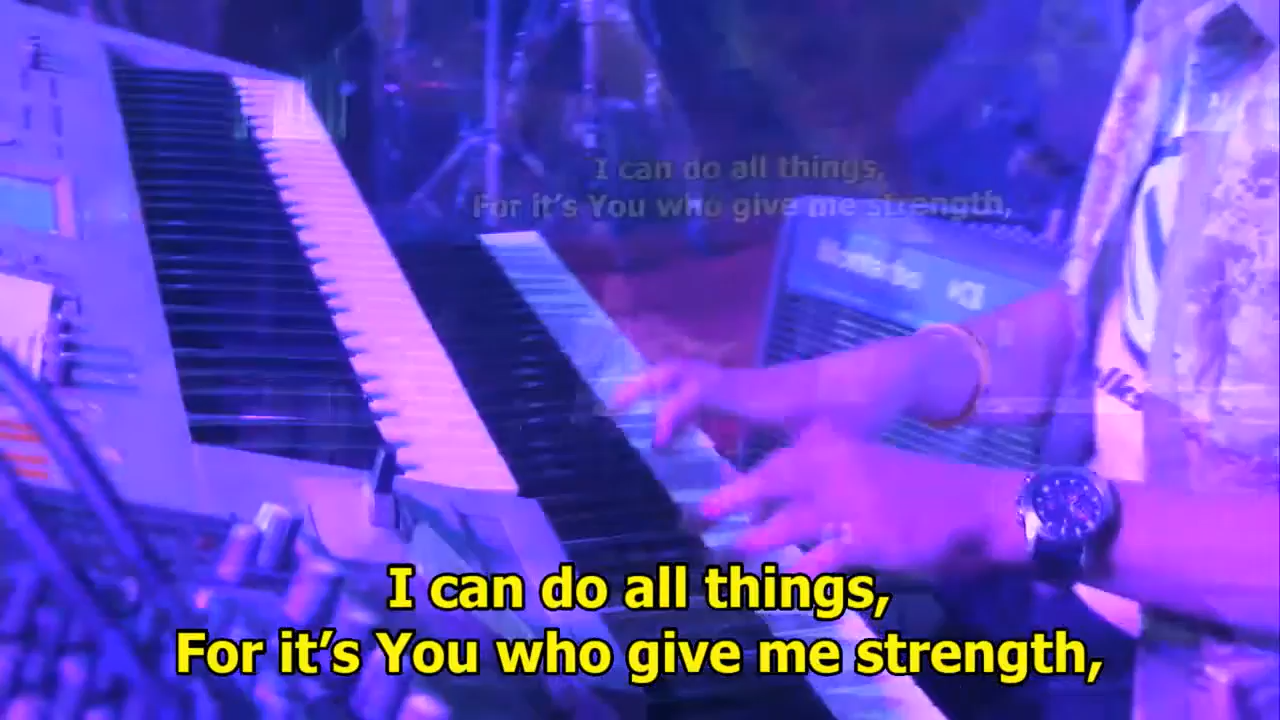 I can do all things,
For it's You who give me strength,
I can do all things,
For it’s You who give me strength,